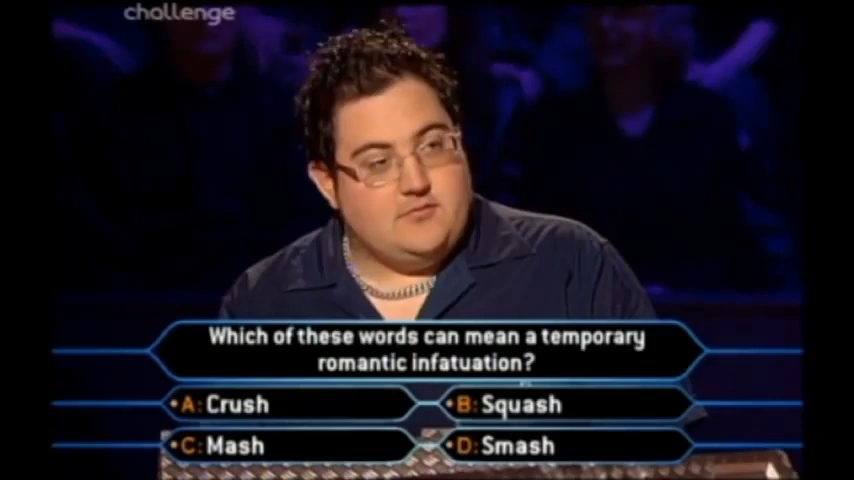 challenge
Which of these words can mean a temporary
romantic infatuation?
A: Crush
B: Squash
C: Mash
D: Smash